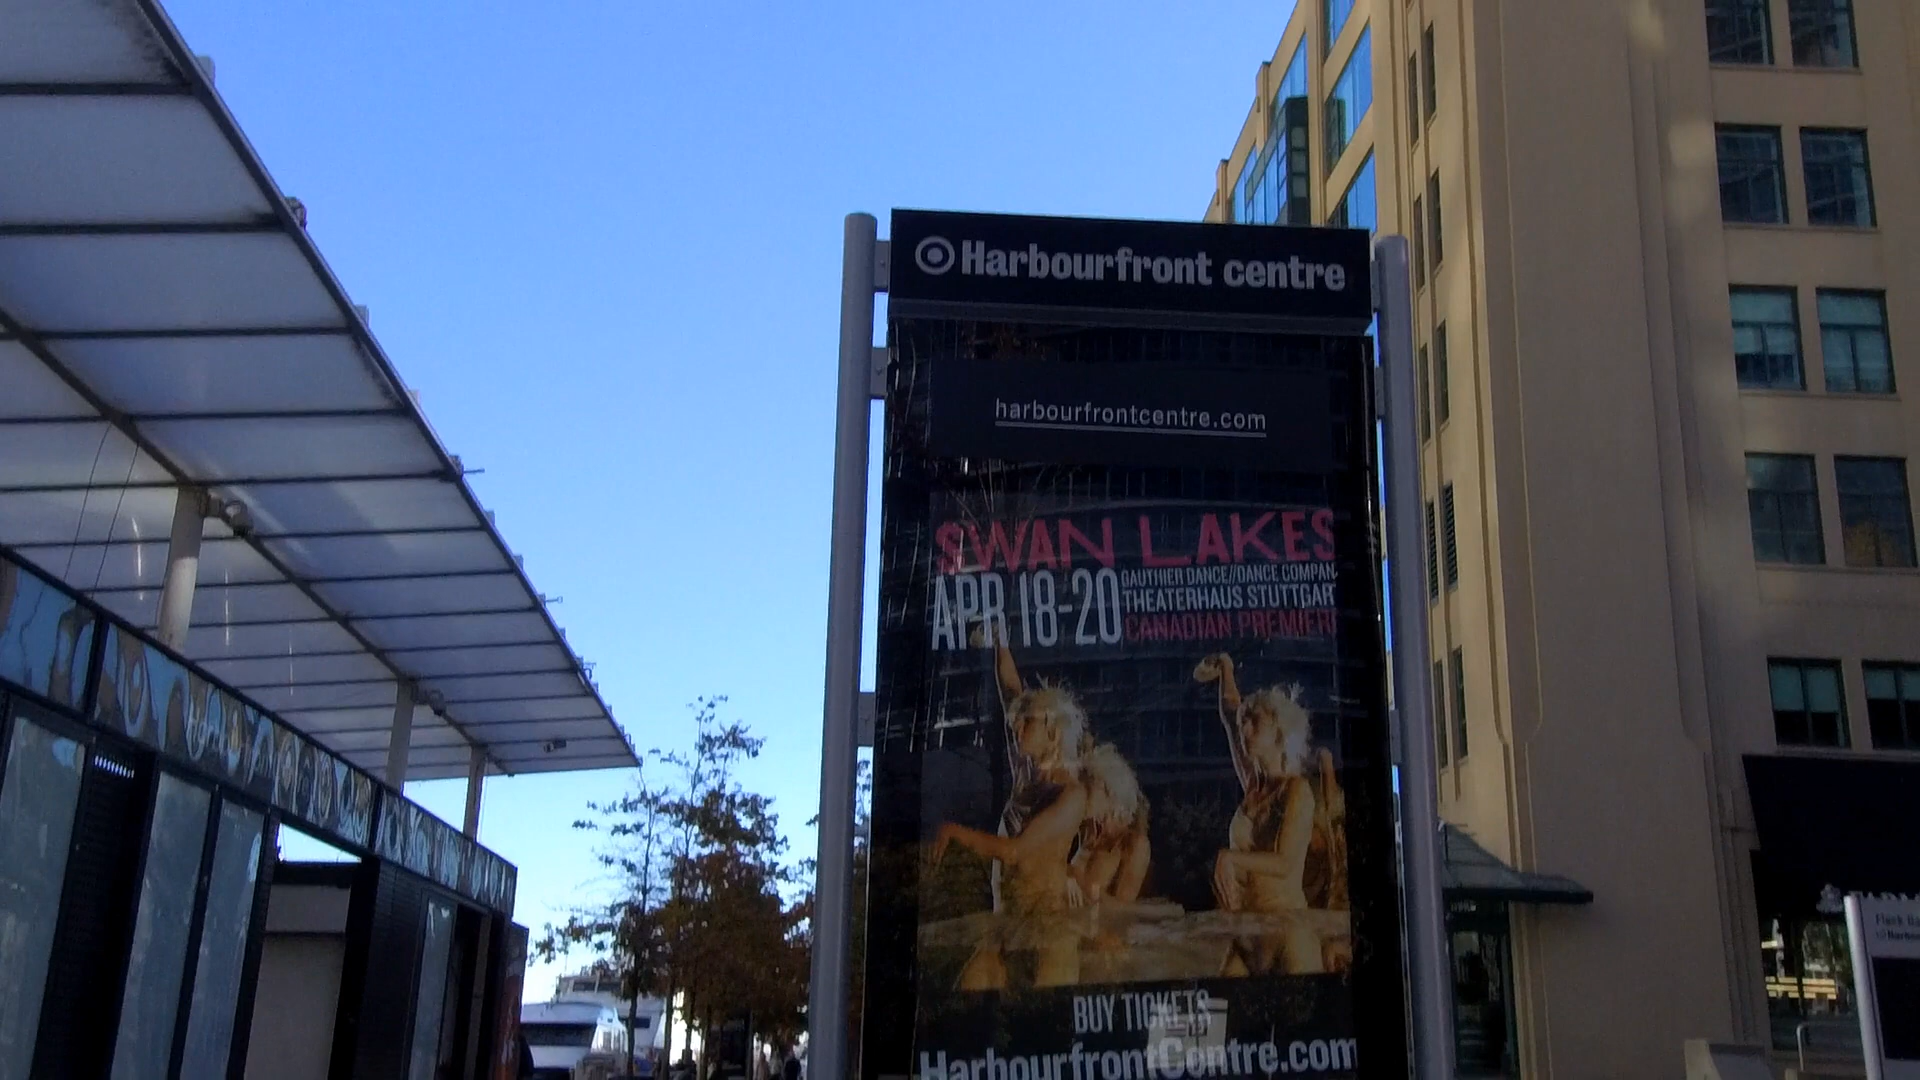 Harbourfront centre
harbourfrontcentre.com
SWAN LAKES
APR 18-20
GAUTHIER DANCE//DANCE COMPAN
THEATERHAUS STUTTGAR
CANADIAN PREMIER
BUY TICKETS
HarbourfrontCentre.com